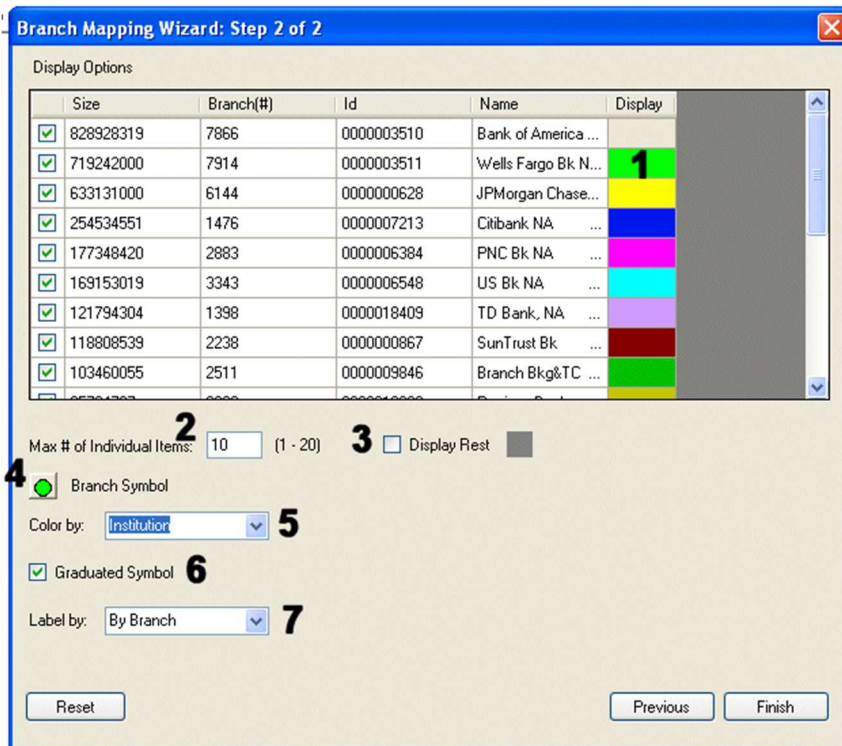 Branch Mapping Wizard: Step 2 of 2
Display Options
Size Branch(#) Id Name Display
828928319 7866 0000003510 Bank of America ...
719242000 7914 0000003511 Wells Fargo Bk N... 1
633131000 6144 0000000628 JPMorgan Chase...
254534551 1476 0000007213 Citibank NA ...
177348420 2883 0000006384 PNC Bk NA ...
169153019 3343 0000006548 US Bk NA ...
121794304 1398 0000018409 TD Bank, NA ...
118808539 2238 0000000867 SunTrust Bk ...
103460055 2511 0000009846 Branch Bkg&TC ...
Max # of Individual Items: 2 10 (1 - 20) 3 Display Rest
4 Branch Symbol
Color by: Institution 5
Graduated Symbol 6
Label by: By Branch 7
Reset Previous Finish